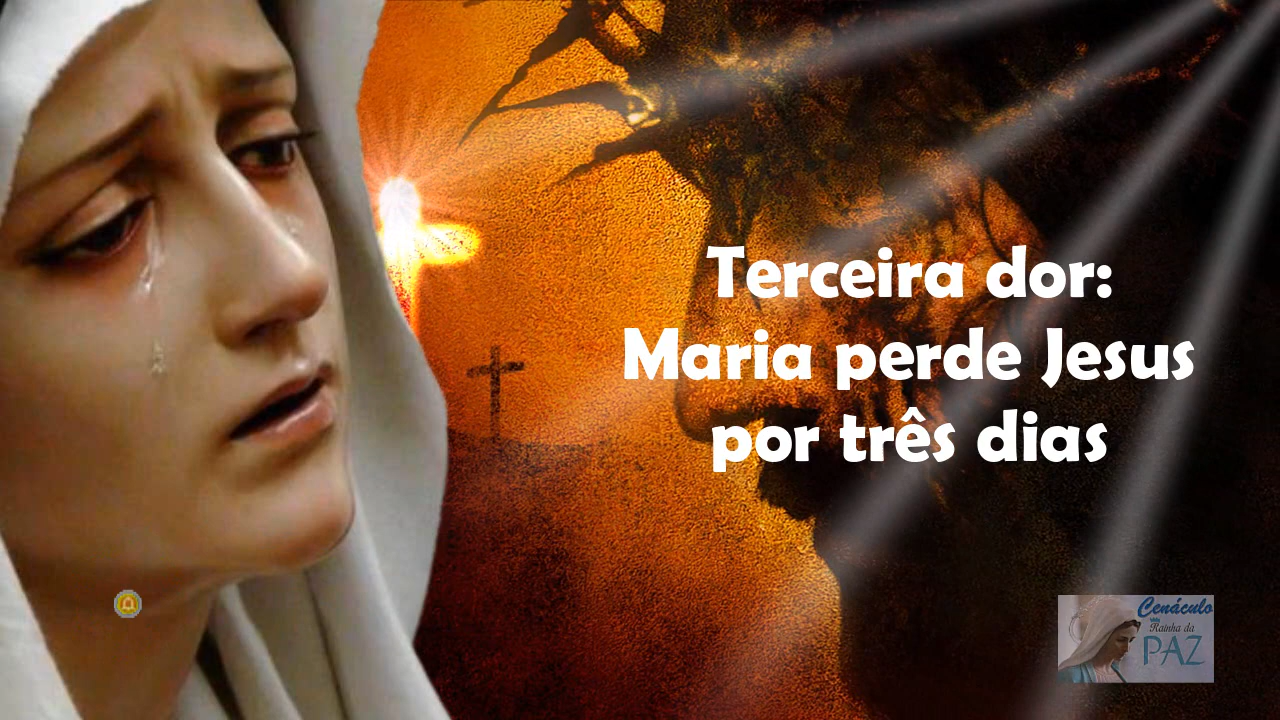 Terceira dor:
Maria perde Jesus
por três dias
Cenáculo
Rainha da
PAZ